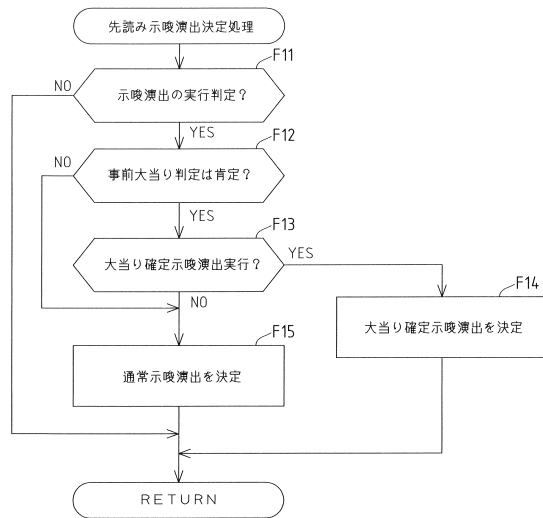 先読み示唆演出決定処理
F11
NO
示唆演出の実行判定？
YES
F12
NO
事前大当り判定は肯定？
YES
F13
大当り確定示唆演出実行？
YES
NO
F14
大当り確定示唆演出を決定
F15
通常示唆演出を決定
RETURN